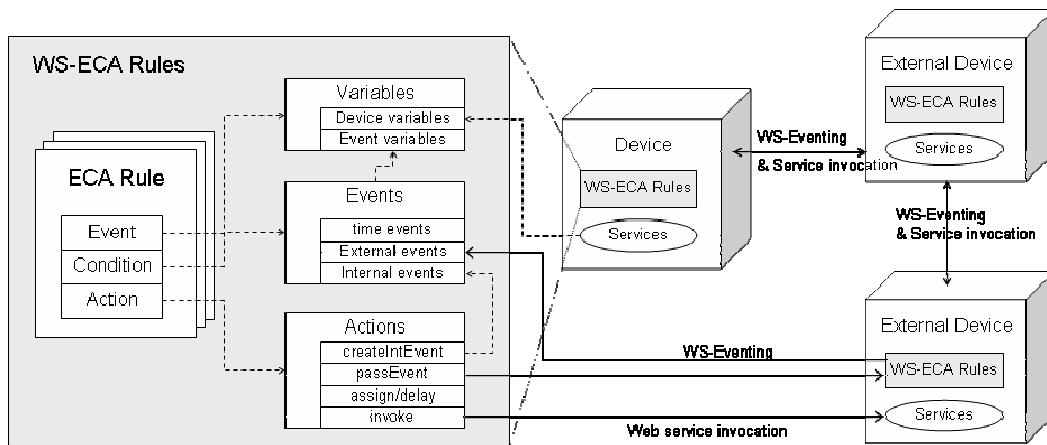 WS-ECA Rules
ECA Rule
Event
Condition
Action
Variables
Device variables
Event variables
Events
time events
External events
Internal events
Actions
createIntEvent
passEvent
assign/delay
invoke
Device
WS-ECA Rules
Services
WS-Eventing
& Service invocation
External Device
WS-ECA Rules
Services
WS-Eventing
& Service invocation
External Device
WS-ECA Rules
Services
WS-Eventing
Web service invocation